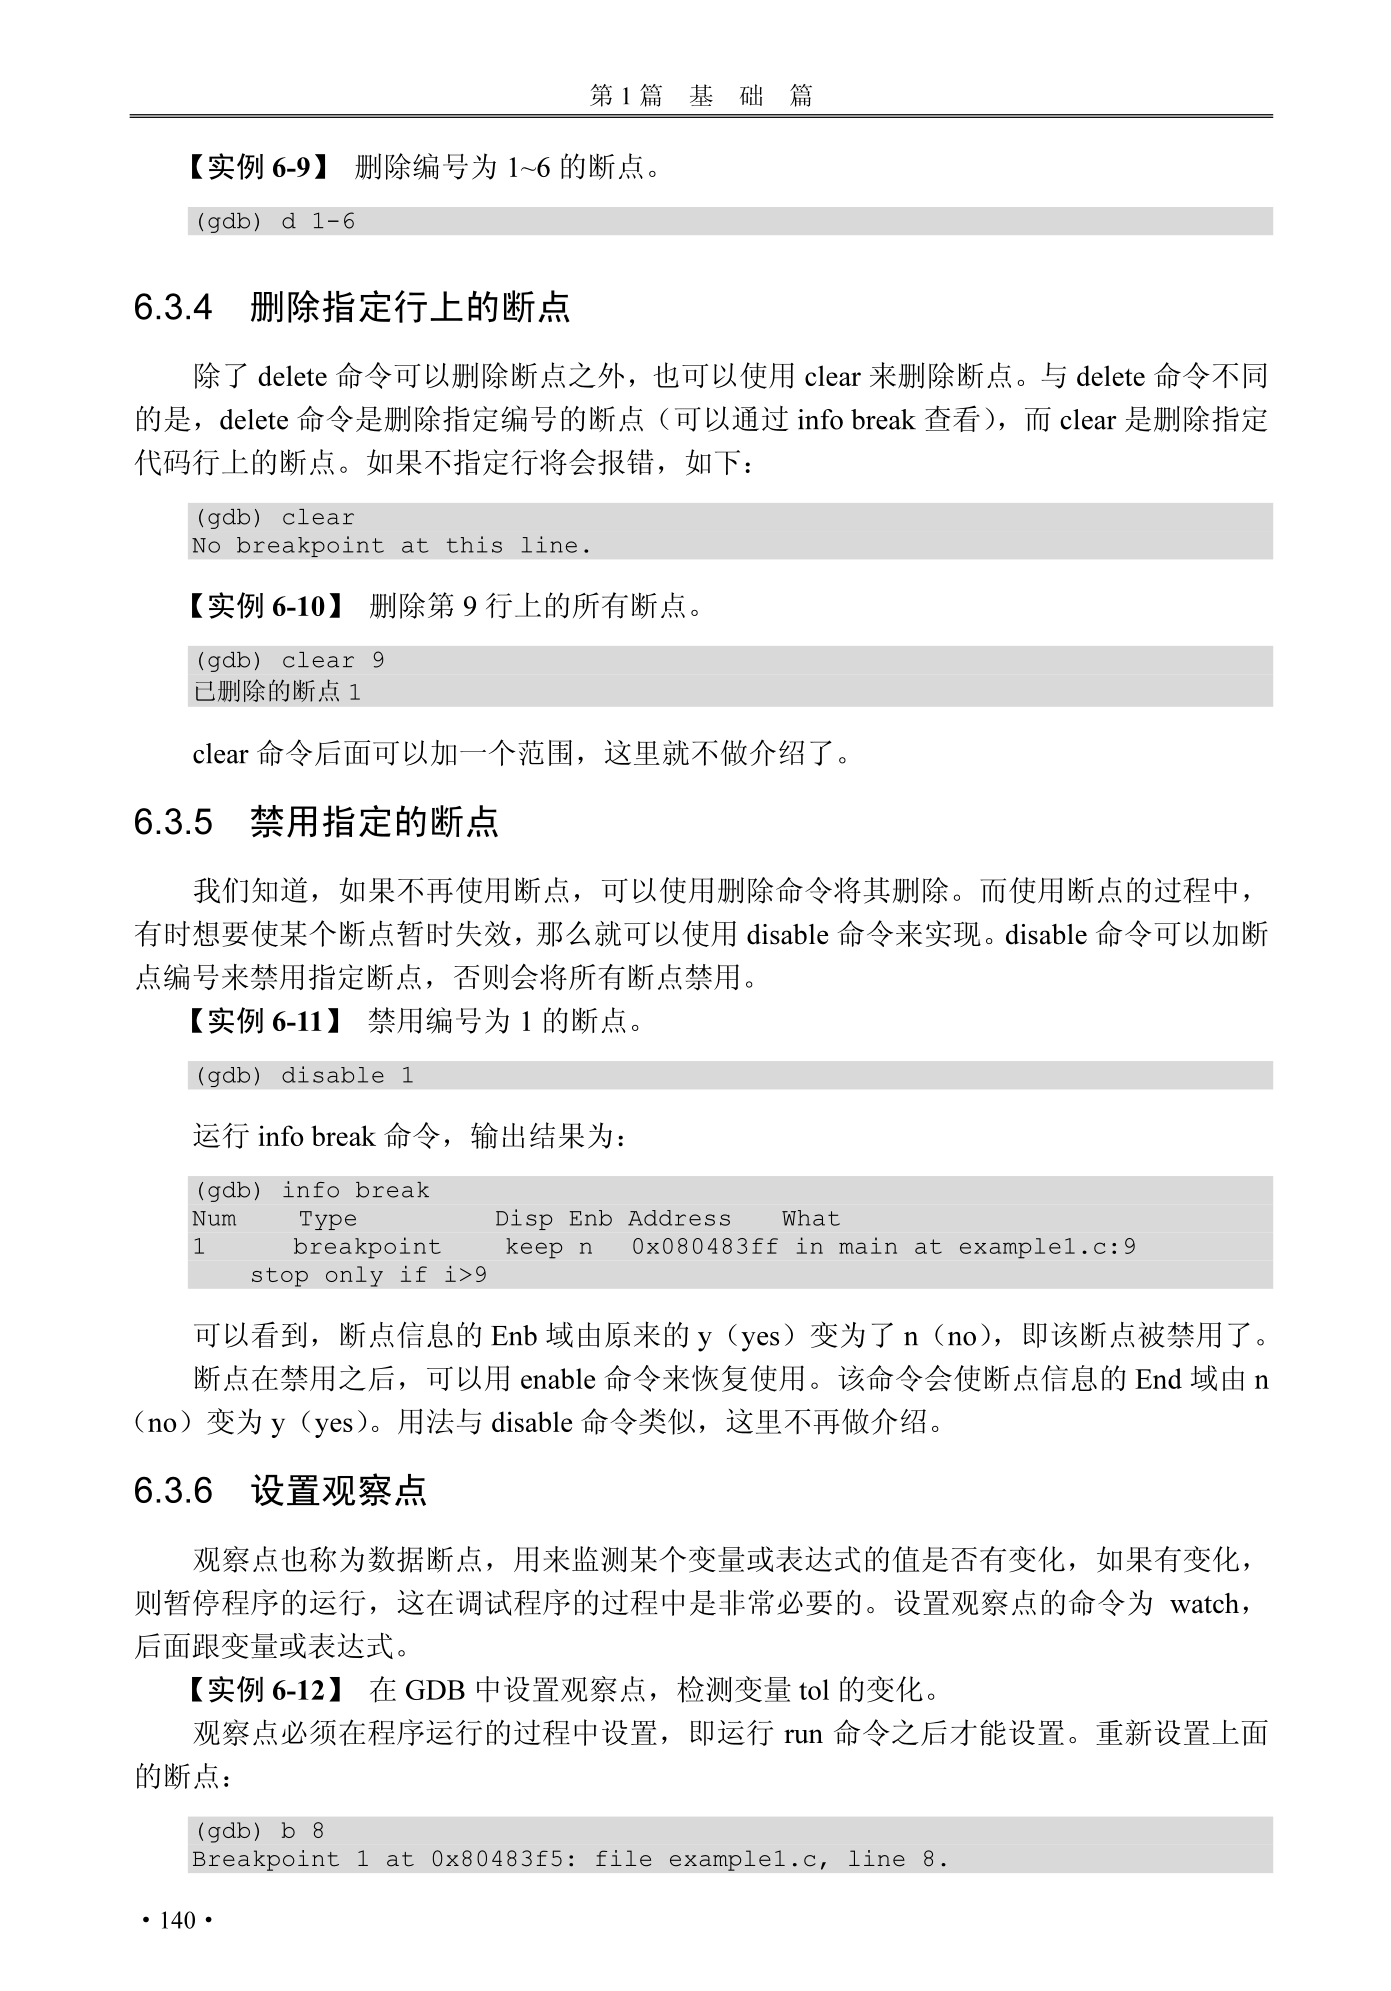 第 1 篇 基 础 篇
【实例 6-9】 删除编号为 1~6 的断点。
(gdb) d 1-6
6.3.4 删除指定行上的断点
除了 delete 命令可以删除断点之外，也可以使用 clear 来删除断点。与 delete 命令不同
的是，delete 命令是删除指定编号的断点（可以通过 info break 查看），而 clear 是删除指定
代码行上的断点。如果不指定行将会报错，如下：
(gdb) clear
No breakpoint at this line.
【实例 6-10】 删除第 9 行上的所有断点。
(gdb) clear 9
已删除的断点 1
clear 命令后面可以加一个范围，这里就不做介绍了。
6.3.5 禁用指定的断点
我们知道，如果不再使用断点，可以使用删除命令将其删除。而使用断点的过程中，
有时想要使某个断点暂时失效，那么就可以使用 disable 命令来实现。disable 命令可以加断
点编号来禁用指定断点，否则会将所有断点禁用。
【实例 6-11】 禁用编号为 1 的断点。
(gdb) disable 1
运行 info break 命令，输出结果为：
(gdb) info break
Num Type Disp Enb Address What
1 breakpoint keep n 0x080483ff in main at example1.c:9
stop only if i>9
可以看到，断点信息的 Enb 域由原来的 y（yes）变为了 n（no），即该断点被禁用了。
断点在禁用之后，可以用 enable 命令来恢复使用。该命令会使断点信息的 End 域由 n
（no）变为 y（yes）。用法与 disable 命令类似，这里不再做介绍。
6.3.6 设置观察点
观察点也称为数据断点，用来监测某个变量或表达式的值是否有变化，如果有变化，
则暂停程序的运行，这在调试程序的过程中是非常必要的。设置观察点的命令为 watch，
后面跟变量或表达式。
【实例 6-12】 在 GDB 中设置观察点，检测变量 tol 的变化。
观察点必须在程序运行的过程中设置，即运行 run 命令之后才能设置。重新设置上面
的断点：
(gdb) b 8
Breakpoint 1 at 0x80483f5: file example1.c, line 8.
• 140 •